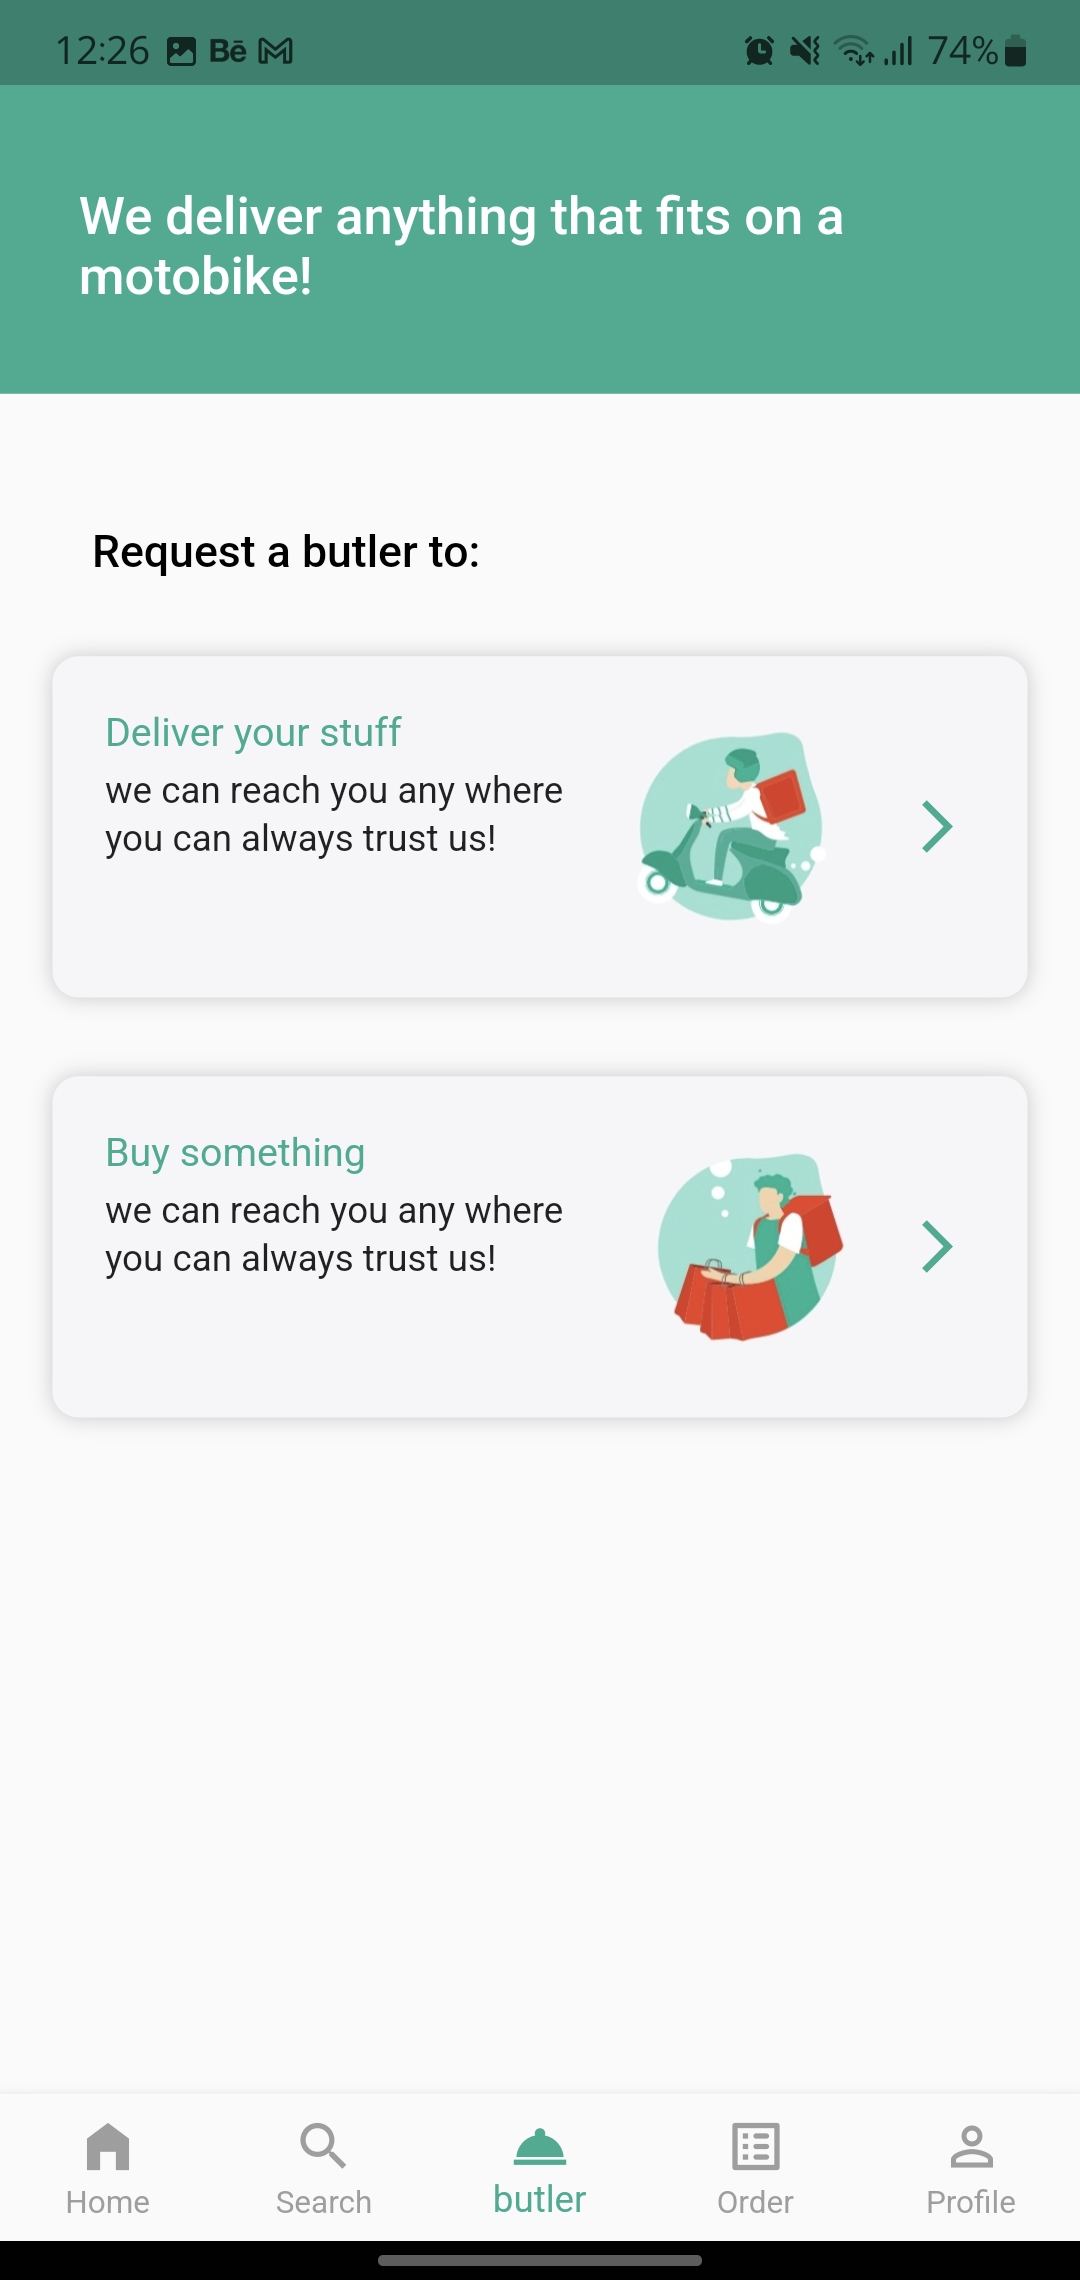 12:26 Bē 74%
We deliver anything that fits on a
motobike!
Request a butler to:
Deliver your stuff
we can reach you any where
you can always trust us!
Buy something
we can reach you any where
you can always trust us!
Home Search butler Order Profile